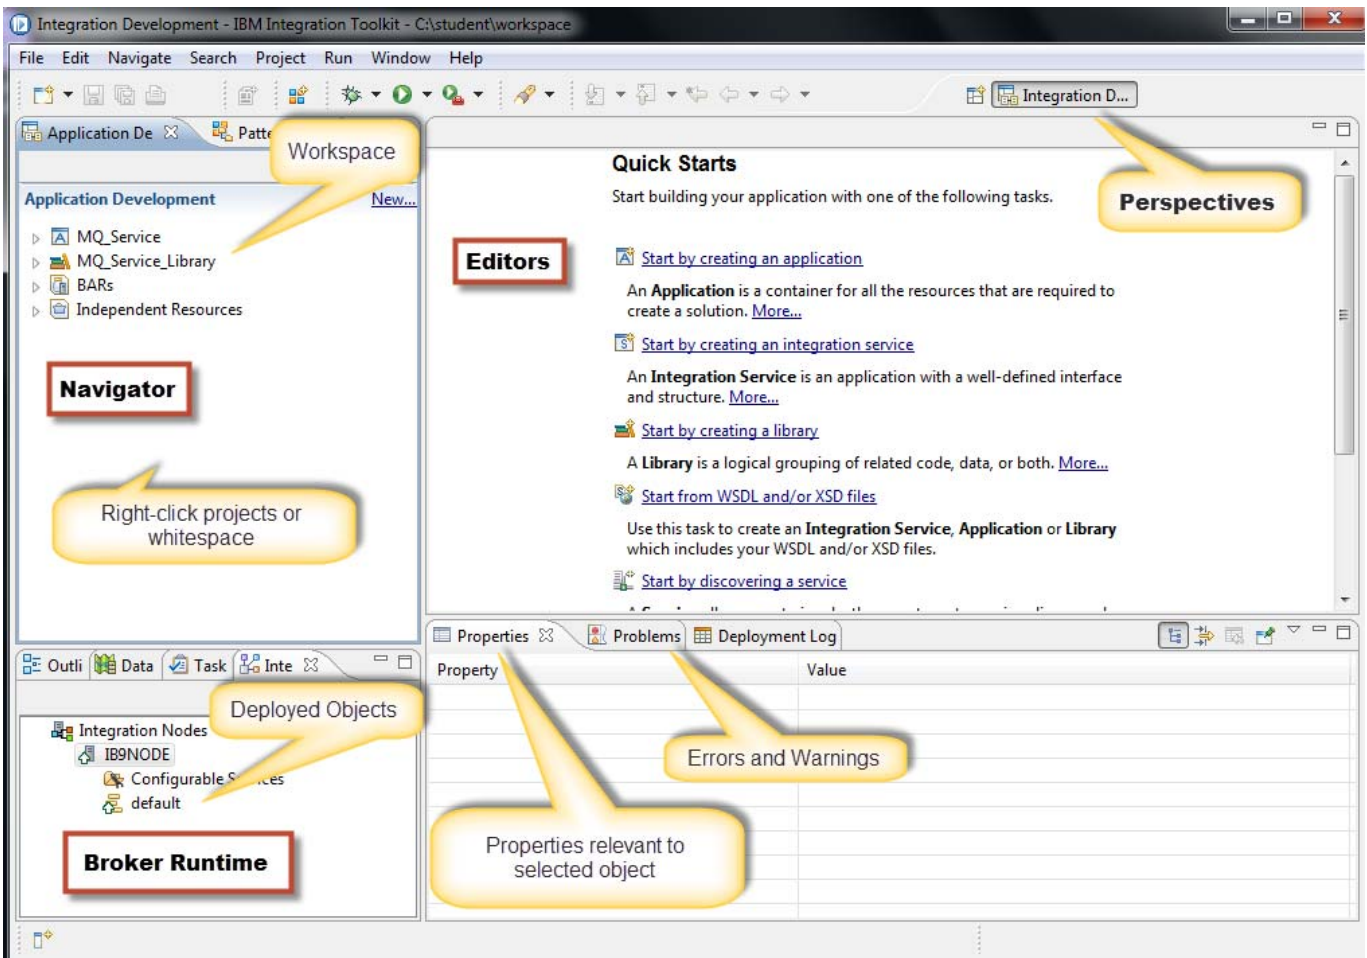 Integration Development - IBM Integration Toolkit - C:\student\workspace
File Edit Navigate Search Project Run Window Help
Integration D...
Application De
Patte
Workspace
Perspectives
Application Development
New...
MQ_Service
MQ_Service_Library
BARs
Independent Resources
Navigator
Right-click projects or
whitespace
Quick Starts
Start building your application with one of the following tasks.
Editors
Start by creating an application
An Application is a container for all the resources that are required to
create a solution. More...
Start by creating an integration service
An Integration Service is an application with a well-defined interface
and structure. More...
Start by creating a library
A Library is a logical grouping of related code, data, or both. More...
Start from WSDL and/or XSD files
Use this task to create an Integration Service, Application or Library
which includes your WSDL and/or XSD files.
Start by discovering a service
Outli
Data
Task
Inte
Deployed Objects
Integration Nodes
IB9NODE
Configurable
default
Broker Runtime
Properties
Problems
Deployment Log
Property
Value
Errors and Warnings
Properties relevant to
selected object